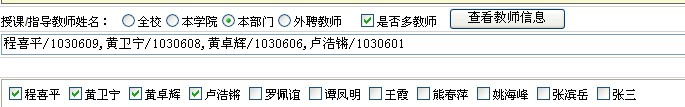 授课/指导教师姓名： 全校 本学院 本部门 外聘教师 是否多教师 查看教师信息
程喜平/1030609,黄卫宁/1030608,黄卓辉/1030606,卢浩锵/1030601
程喜平 黄卫宁 黄卓辉 卢浩锵 罗佩谊 谭凤明 王霞 熊春萍 姚海峰 张滨岳 张三